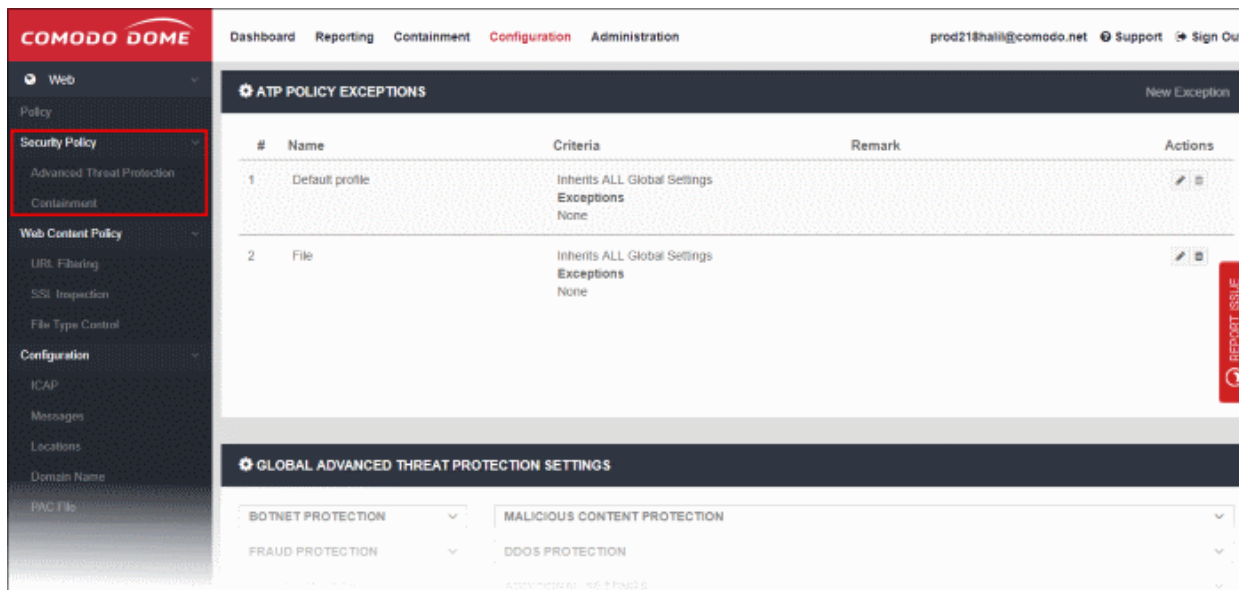 COMODO DOME
Dashboard Reporting Containment Configuration Administration
prod218halil@comodo.net Support Sign Ou
Web
Policy
Security Policy
Advanced Threat Protection
Containment
Web Content Policy
URL Filtering
SSL Inspection
File Type Control
Configuration
ICAP
Messages
Locations
Domain Name
PAC File
ATP POLICY EXCEPTIONS
New Exception
# Name Criteria Remark Actions
1 Default profile Inherits ALL Global Settings
Exceptions
None
2 File Inherits ALL Global Settings
Exceptions
None
REPORT ISSUE
GLOBAL ADVANCED THREAT PROTECTION SETTINGS
BOTNET PROTECTION MALICIOUS CONTENT PROTECTION
FRAUD PROTECTION DDOS PROTECTION